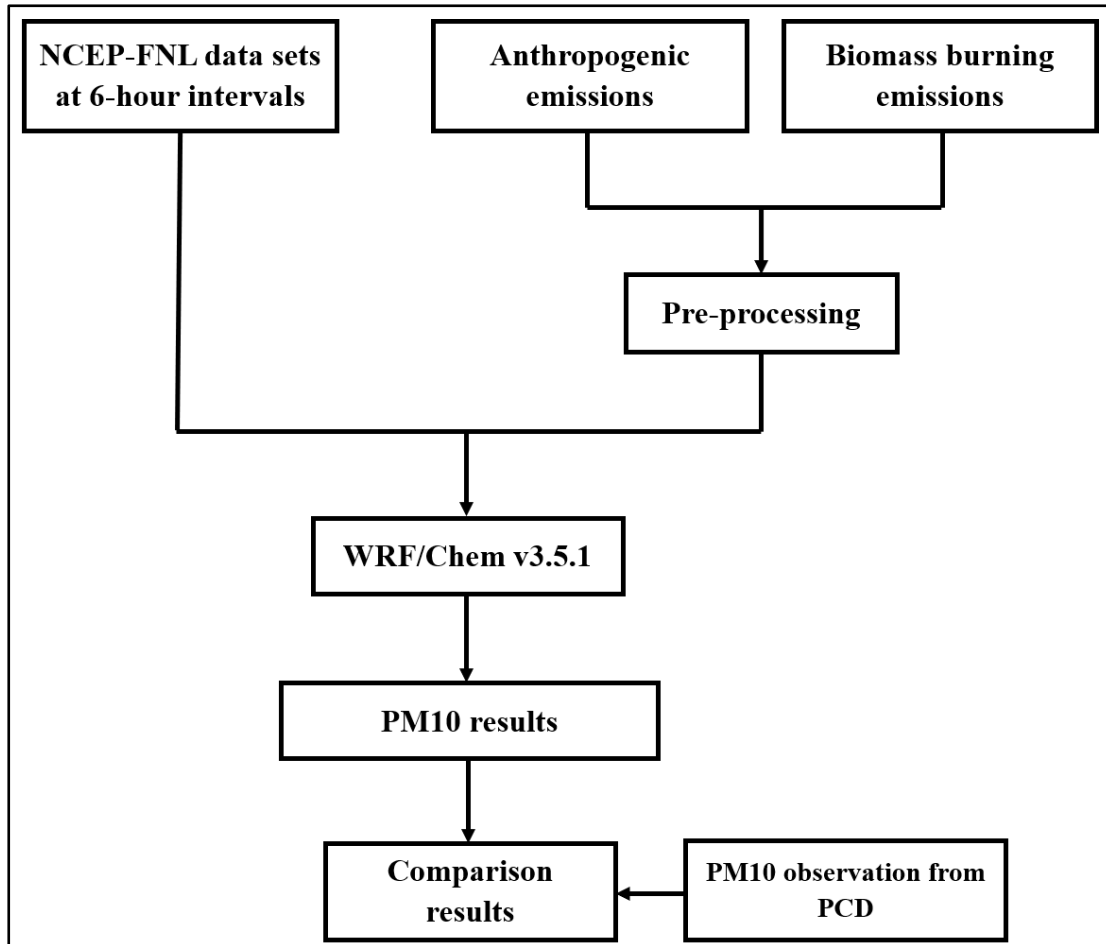 NCEP-FNL data sets
at 6-hour intervals
Anthropogenic
emissions
Biomass burning
emissions
Pre-processing
WRF/Chem v3.5.1
PM10 results
Comparison
results
PM10 observation from
PCD